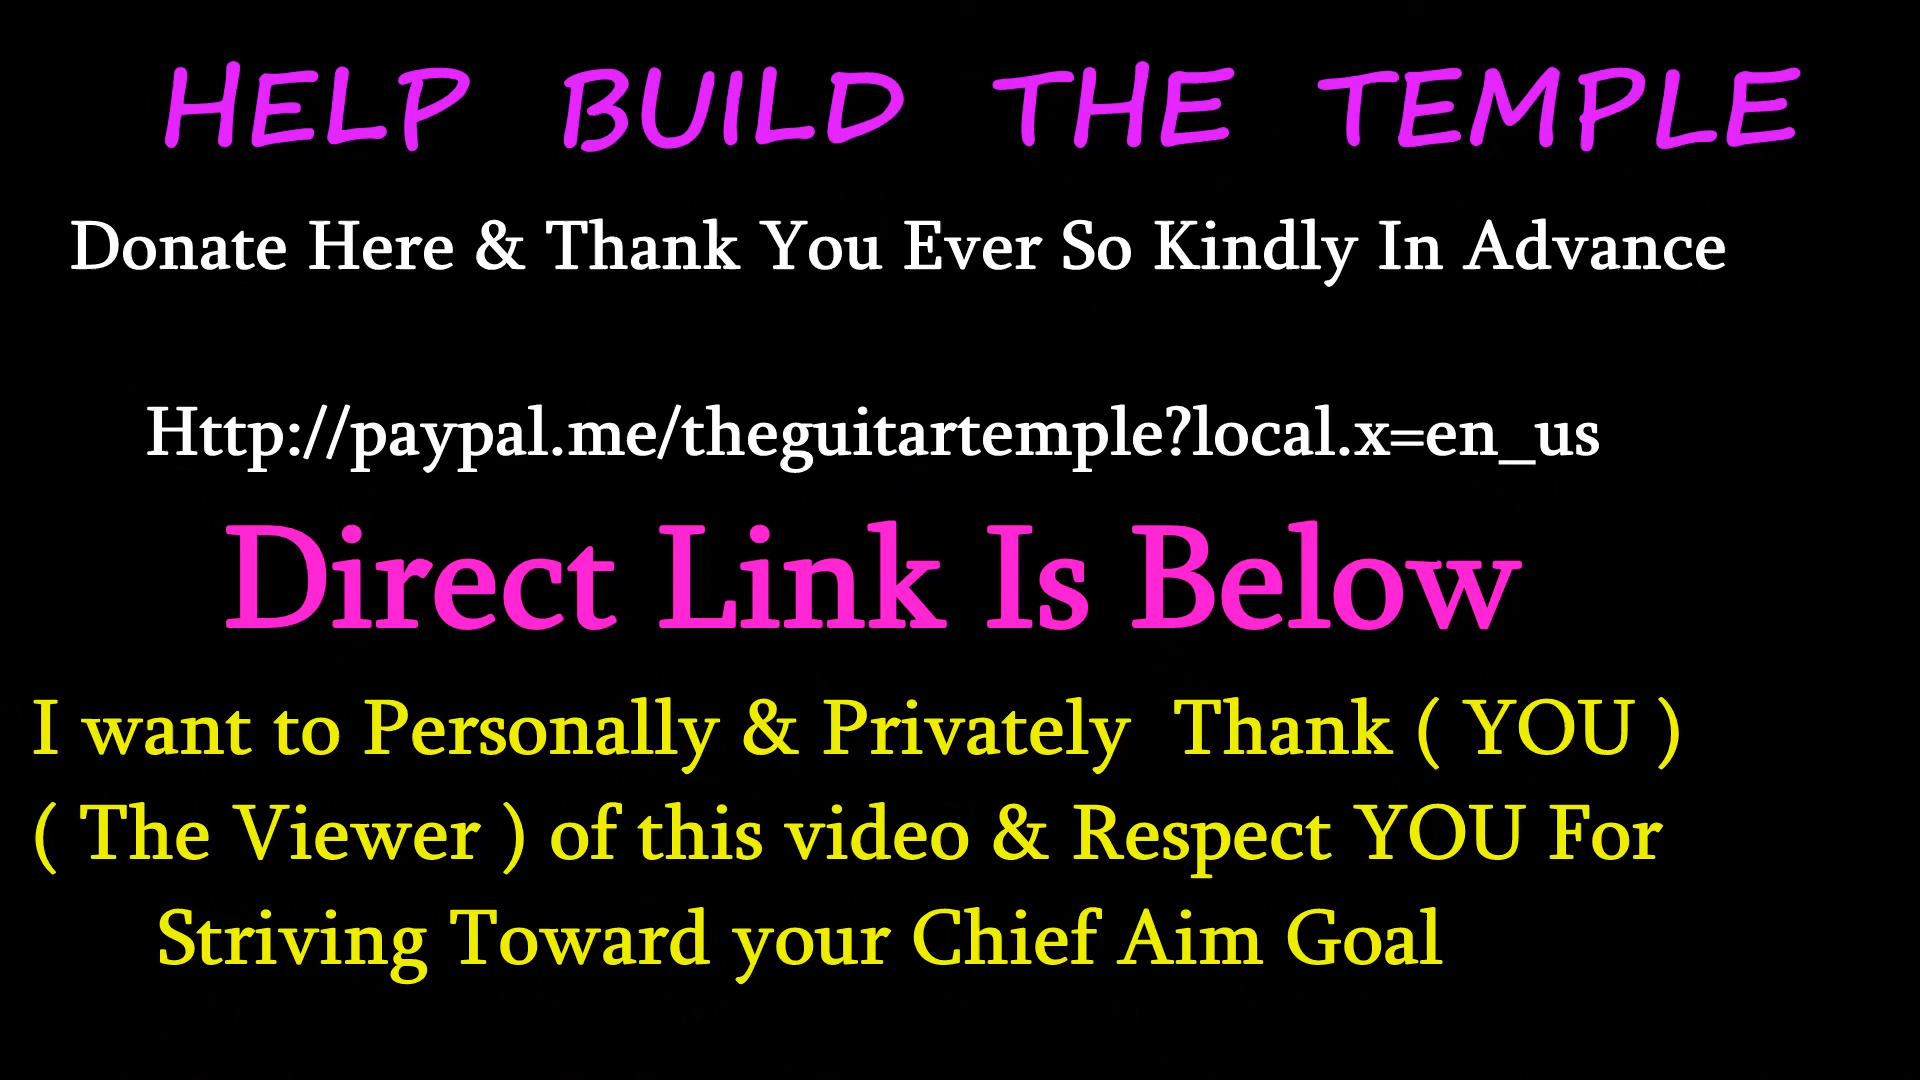 HELP BUILD THE TEMPLE
Donate Here & Thank You Ever So Kindly In Advance
Http://paypal.me/theguitartemple?local.x=en_us
Direct Link Is Below
I want to Personally & Privately Thank ( YOU )
( The Viewer ) of this video & Respect YOU For
Striving Toward your Chief Aim Goal